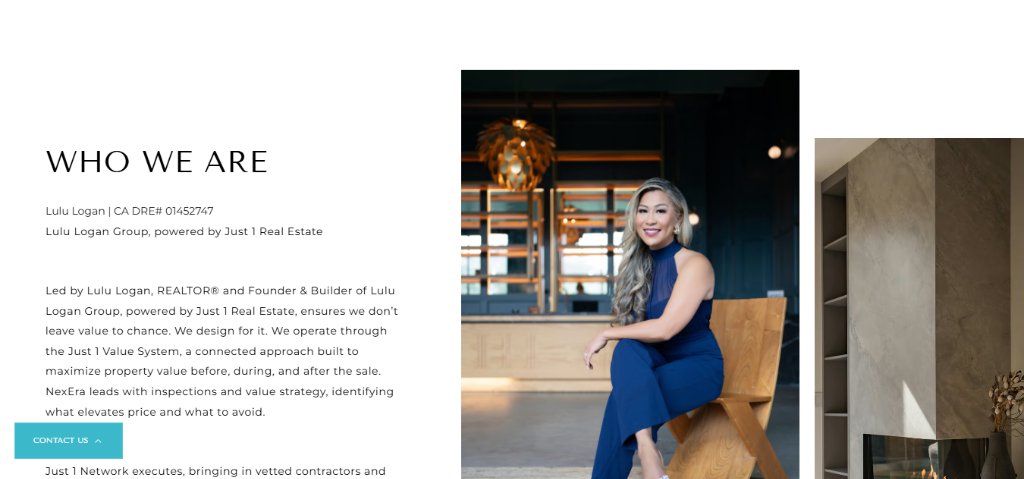 WHO WE ARE
Lulu Logan | CA DRE# 01452747
Lulu Logan Group, powered by Just 1 Real Estate
Led by Lulu Logan, REALTOR® and Founder & Builder of Lulu
Logan Group, powered by Just 1 Real Estate, ensures we don’t
leave value to chance. We design for it. We operate through
the Just 1 Value System, a connected approach built to
maximize property value before, during, and after the sale.
NexEra leads with inspections and value strategy, identifying
what elevates price and what to avoid.
CONTACT US
Just 1 Network executes, bringing in vetted contractors and